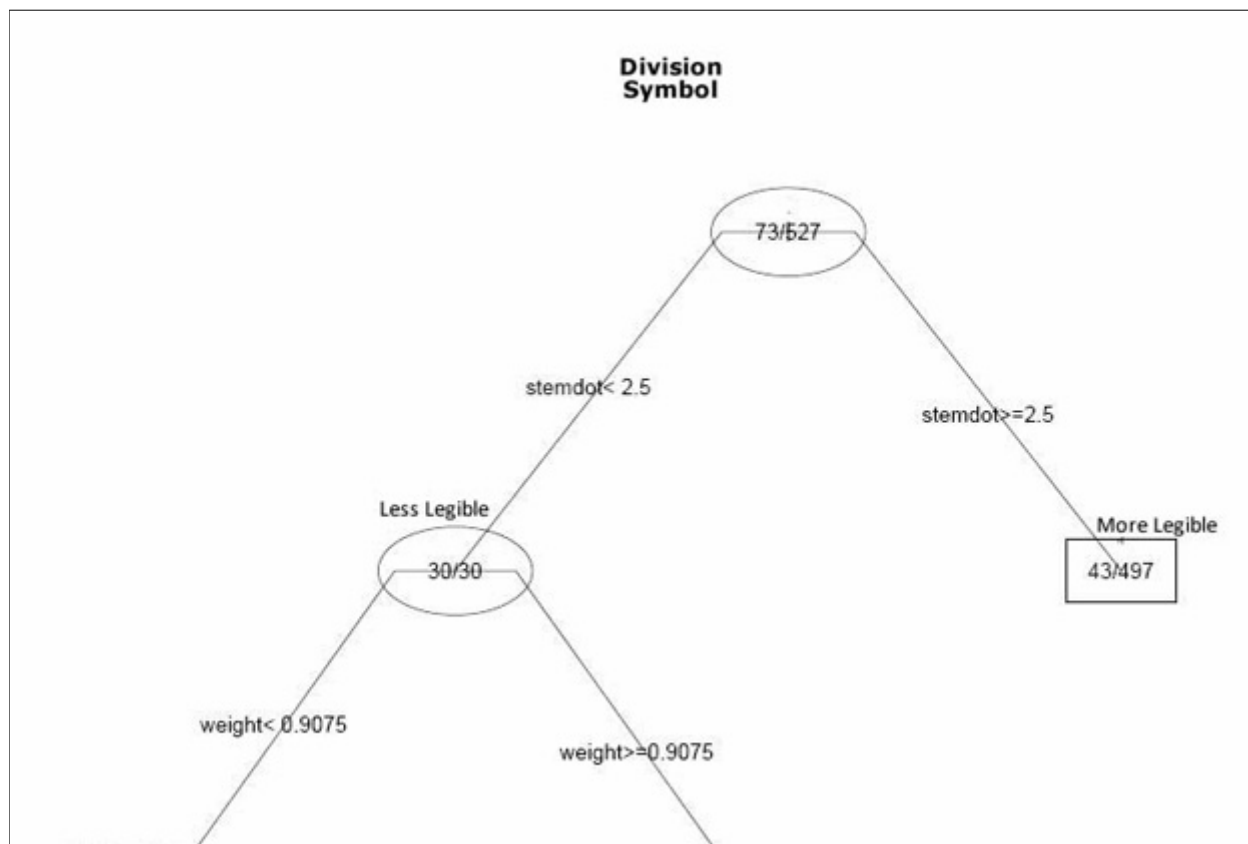 Division
Symbol
73/527
stemdot< 2.5
stemdot>=2.5
Less Legible
More Legible
30/30
43/497
weight< 0.9075
weight>=0.9075